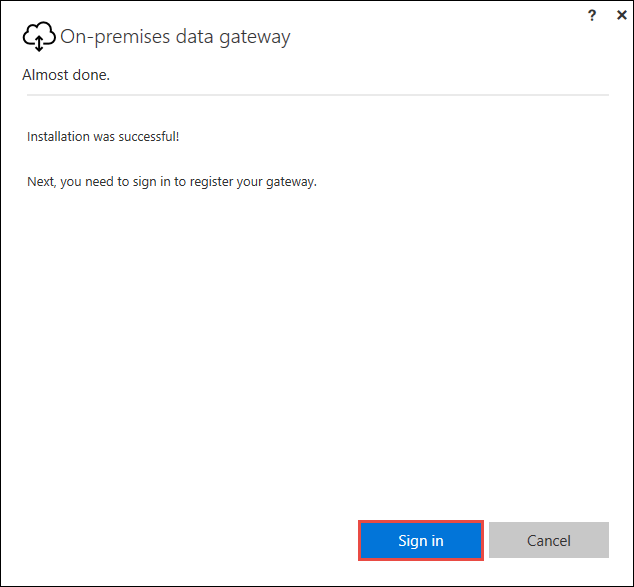 ? ×
On-premises data gateway
Almost done.
Installation was successful!
Next, you need to sign in to register your gateway.
Sign in Cancel